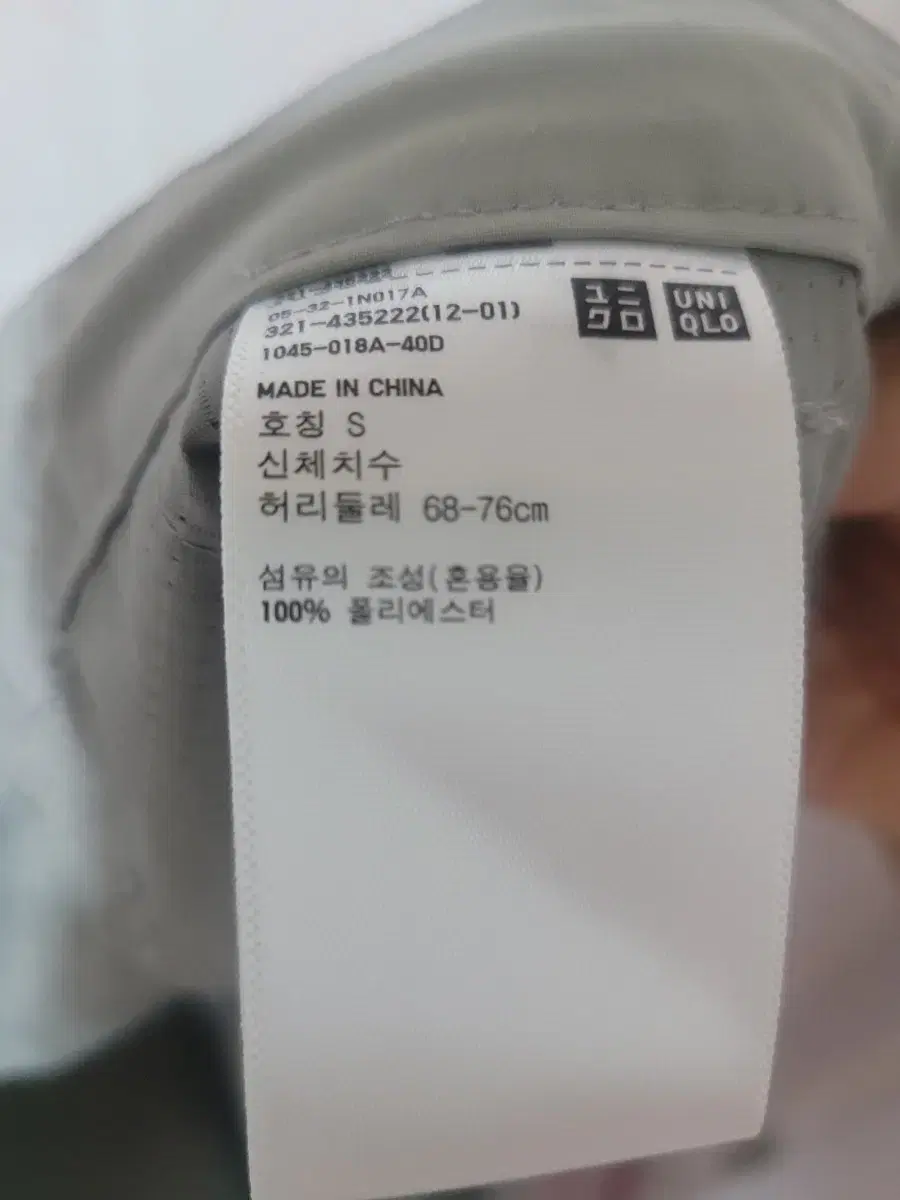 05-32-1N017A
321-435222(12-01)
1045-018A-40D
ユニ
クロ
UNI
QLO
MADE IN CHINA
호칭 S
신체치수
허리둘레 68-76cm
섬유의 조성(혼용율)
100% 폴리에스터